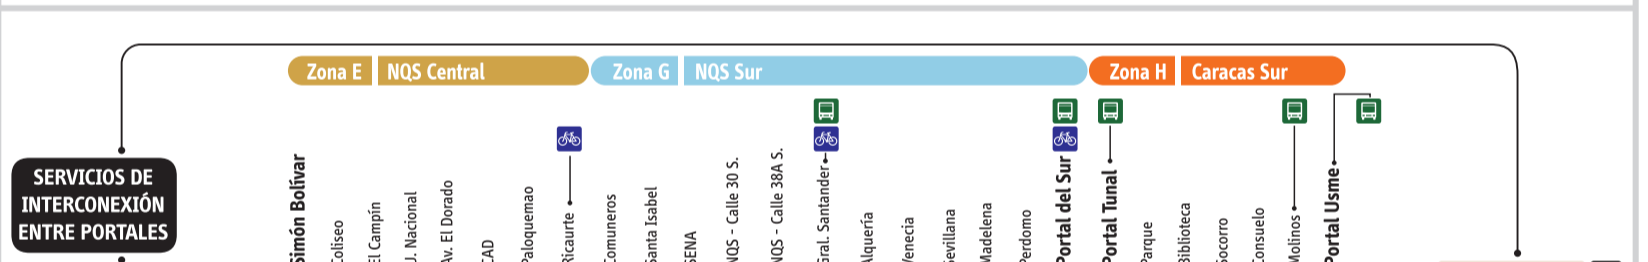 Zona E NQS Central Zona G NQS Sur Zona H Caracas Sur
SERVICIOS DE
INTERCONEXIÓN
ENTRE PORTALES
Simón Bolívar
Coliseo
El Campín
U. Nacional
Av. El Dorado
CAD
Paloquemao
Ricaurte
Comuneros
Santa Isabel
SENA
NQS - Calle 30 S.
NQS - Calle 38A S.
Gral. Santander
Alquería
Venecia
Sevillana
Madelena
Perdomo
Portal del Sur
Portal Tunal
Parque
Biblioteca
Socorro
Consuelo
Molinos
Portal Usme